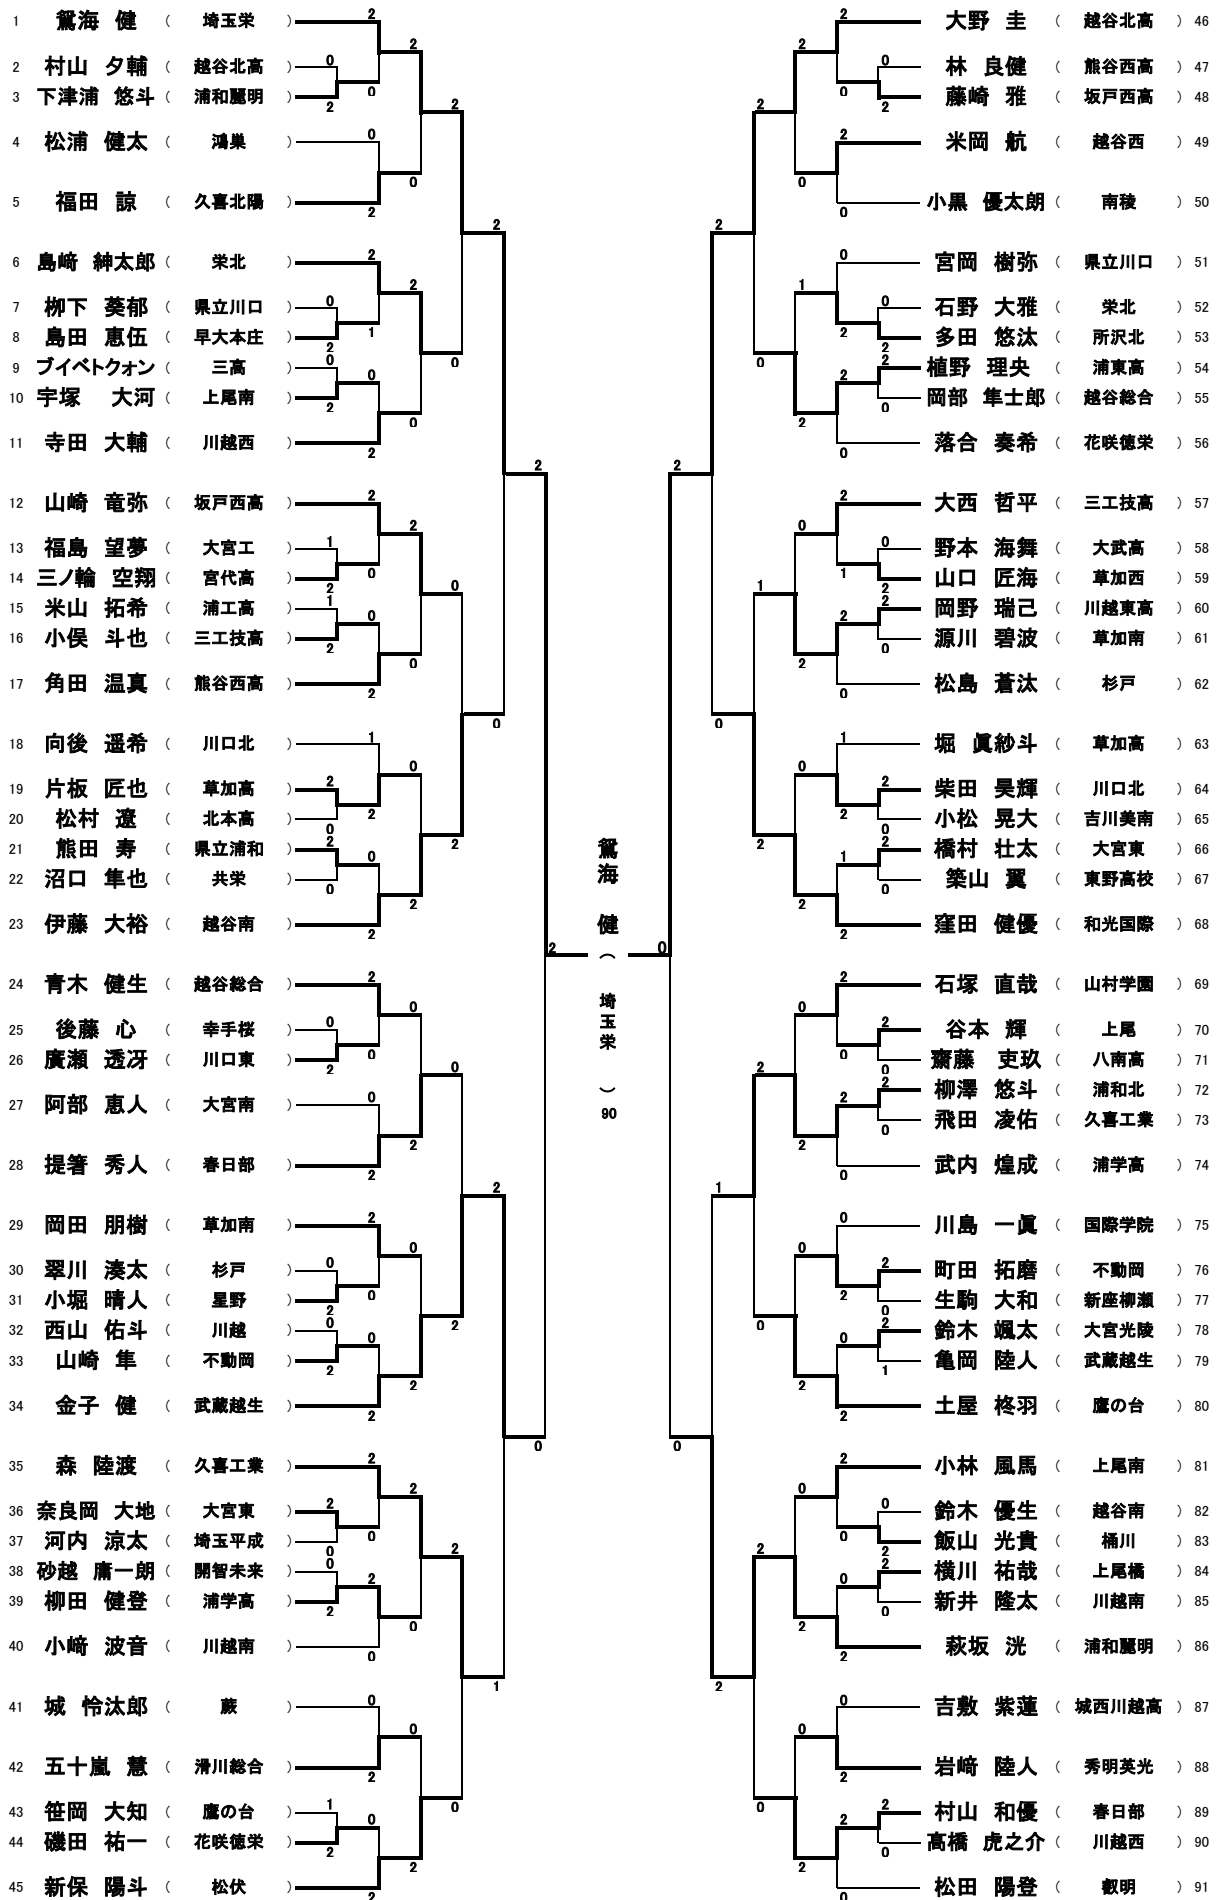 1 鴛海 健 ( 埼玉栄 )
2 村山 夕輔 ( 越谷北高 )
3 下津浦 悠斗 ( 浦和麗明 )
4 松浦 健太 ( 鴻巣 )
5 福田 諒 ( 久喜北陽 )
6 島﨑 紳太郎 ( 栄北 )
7 柳下 葵郁 ( 県立川口 )
8 島田 恵伍 ( 早大本庄 )
9 ブイベトクォン ( 三高 )
10 宇塚 大河 ( 上尾南 )
11 寺田 大輔 ( 川越西 )
12 山崎 竜弥 ( 坂戸西高 )
13 福島 望夢 ( 大宮工 )
14 三ノ輪 空翔 ( 宮代高 )
15 米山 拓希 ( 浦工高 )
16 小俣 斗也 ( 三工技高 )
17 角田 温真 ( 熊谷西高 )
18 向後 遥希 ( 川口北 )
19 片板 匠也 ( 草加高 )
20 松村 遼 ( 北本高 )
21 熊田 寿 ( 県立浦和 )
22 沼口 隼也 ( 共栄 )
23 伊藤 大裕 ( 越谷南 )
24 青木 健生 ( 越谷総合 )
25 後藤 心 ( 幸手桜 )
26 廣瀬 透冴 ( 川口東 )
27 阿部 恵人 ( 大宮南 )
28 提箸 秀人 ( 春日部 )
29 岡田 朋樹 ( 草加南 )
30 翠川 湊太 ( 杉戸 )
31 小堀 晴人 ( 星野 )
32 西山 佑斗 ( 川越 )
33 山崎 隼 ( 不動岡 )
34 金子 健 ( 武蔵越生 )
35 森 陸渡 ( 久喜工業 )
36 奈良岡 大地 ( 大宮東 )
37 河内 涼太 ( 埼玉平成 )
38 砂越 庸一朗 ( 開智未来 )
39 柳田 健登 ( 浦学高 )
40 小﨑 波音 ( 川越南 )
41 城 怜汰郎 ( 蕨 )
42 五十嵐 慧 ( 滑川総合 )
43 笹岡 大知 ( 鷹の台 )
44 磯田 祐一 ( 花咲徳栄 )
45 新保 陽斗 ( 松伏 )
鴛海 健 ( 埼玉栄 ) 90
大野 圭 ( 越谷北高 ) 46
林 良健 ( 熊谷西高 ) 47
藤崎 雅 ( 坂戸西高 ) 48
米岡 航 ( 越谷西 ) 49
小黒 優太朗 ( 南稜 ) 50
宮岡 樹弥 ( 県立川口 ) 51
石野 大雅 ( 栄北 ) 52
多田 悠汰 ( 所沢北 ) 53
植野 理央 ( 浦東高 ) 54
岡部 隼士郎 ( 越谷総合 ) 55
落合 奏希 ( 花咲徳栄 ) 56
大西 哲平 ( 三工技高 ) 57
野本 海舞 ( 大武高 ) 58
山口 匠海 ( 草加西 ) 59
岡野 瑞己 ( 川越東高 ) 60
源川 碧波 ( 草加南 ) 61
松島 蒼汰 ( 杉戸 ) 62
堀 眞紗斗 ( 草加高 ) 63
柴田 昊輝 ( 川口北 ) 64
小松 晃大 ( 吉川美南 ) 65
橋村 壮太 ( 大宮東 ) 66
築山 翼 ( 東野高校 ) 67
窪田 健優 ( 和光国際 ) 68
石塚 直哉 ( 山村学園 ) 69
谷本 輝 ( 上尾 ) 70
齋藤 吏玖 ( 八南高 ) 71
柳澤 悠斗 ( 浦和北 ) 72
飛田 凌佑 ( 久喜工業 ) 73
武内 煌成 ( 浦学高 ) 74
川島 一眞 ( 国際学院 ) 75
町田 拓磨 ( 不動岡 ) 76
生駒 大和 ( 新座柳瀬 ) 77
鈴木 颯太 ( 大宮光陵 ) 78
亀岡 陸人 ( 武蔵越生 ) 79
土屋 柊羽 ( 鷹の台 ) 80
小林 風馬 ( 上尾南 ) 81
鈴木 優生 ( 越谷南 ) 82
飯山 光貴 ( 桶川 ) 83
横川 祐哉 ( 上尾橘 ) 84
新井 隆太 ( 川越南 ) 85
萩坂 洸 ( 浦和麗明 ) 86
吉敷 紫蓮 ( 城西川越高 ) 87
岩﨑 陸人 ( 秀明英光 ) 88
村山 和優 ( 春日部 ) 89
髙橋 虎之介 ( 川越西 ) 90
松田 陽登 ( 叡明 ) 91